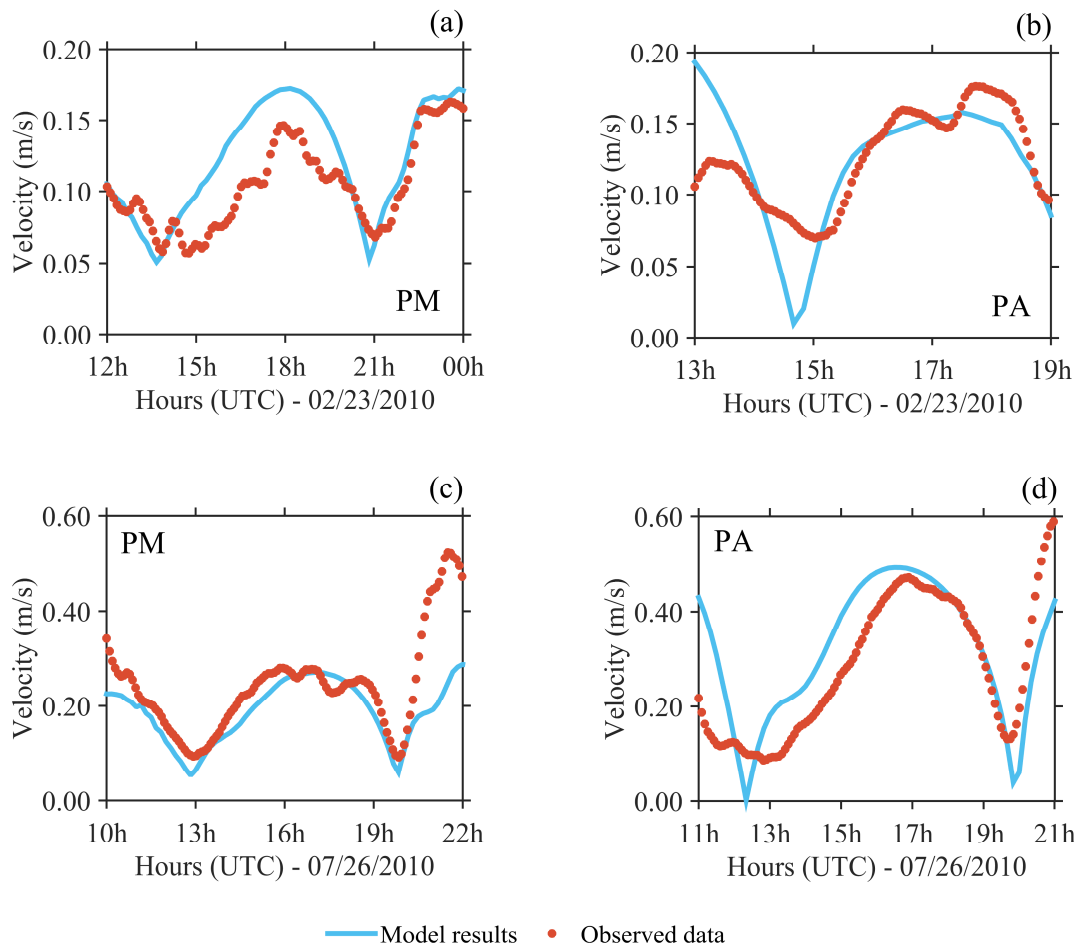 (a)
0.20
0.15
0.10
0.05
0.00
Velocity (m/s)
PM
12h 15h 18h 21h 00h
Hours (UTC) - 02/23/2010
(b)
0.20
0.15
0.10
0.05
0.00
Velocity (m/s)
PA
13h 15h 17h 19h
Hours (UTC) - 02/23/2010
(c)
0.60
0.40
0.20
0.00
Velocity (m/s)
PM
10h 13h 16h 19h 22h
Hours (UTC) - 07/26/2010
(d)
0.60
0.40
0.20
0.00
Velocity (m/s)
PA
11h 13h 15h 17h 19h 21h
Hours (UTC) - 07/26/2010
Model results Observed data